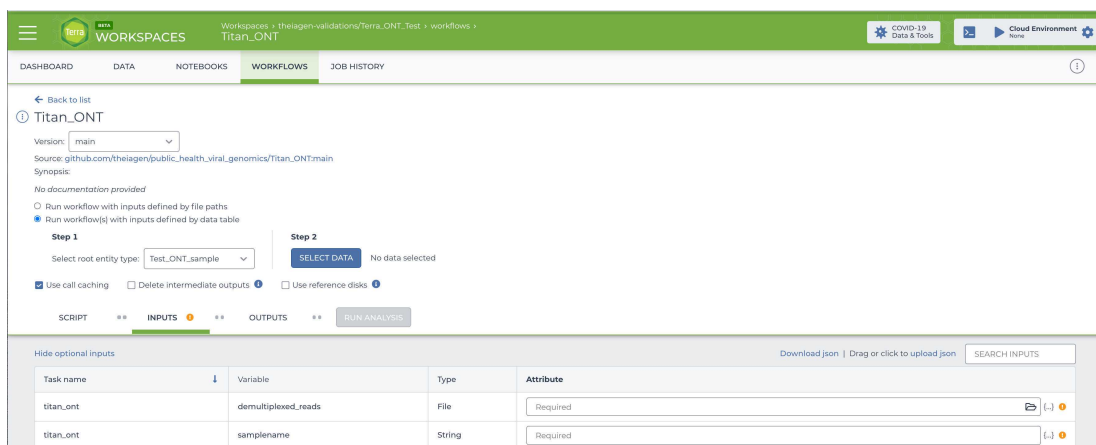 Terra
BETA
WORKSPACES
Workspaces › theiagen-validations/Terra_ONT_Test › workflows ›
Titan_ONT
COVID-19
Data & Tools
Cloud Environment
None
DASHBOARD DATA NOTEBOOKS WORKFLOWS JOB HISTORY
← Back to list
Titan_ONT
Version: main
Source: github.com/theiagen/public_health_viral_genomics/Titan_ONT:main
Synopsis:
No documentation provided
Run workflow with inputs defined by file paths
Run workflow(s) with inputs defined by data table
Step 1 Step 2
Select root entity type: Test_ONT_sample SELECT DATA No data selected
Use call caching Delete intermediate outputs Use reference disks
SCRIPT INPUTS OUTPUTS RUN ANALYSIS
Hide optional inputs Download json | Drag or click to upload json SEARCH INPUTS
Task name ↓ Variable Type Attribute
titan_ont demultiplexed_reads File Required {...}
titan_ont samplename String Required {...}